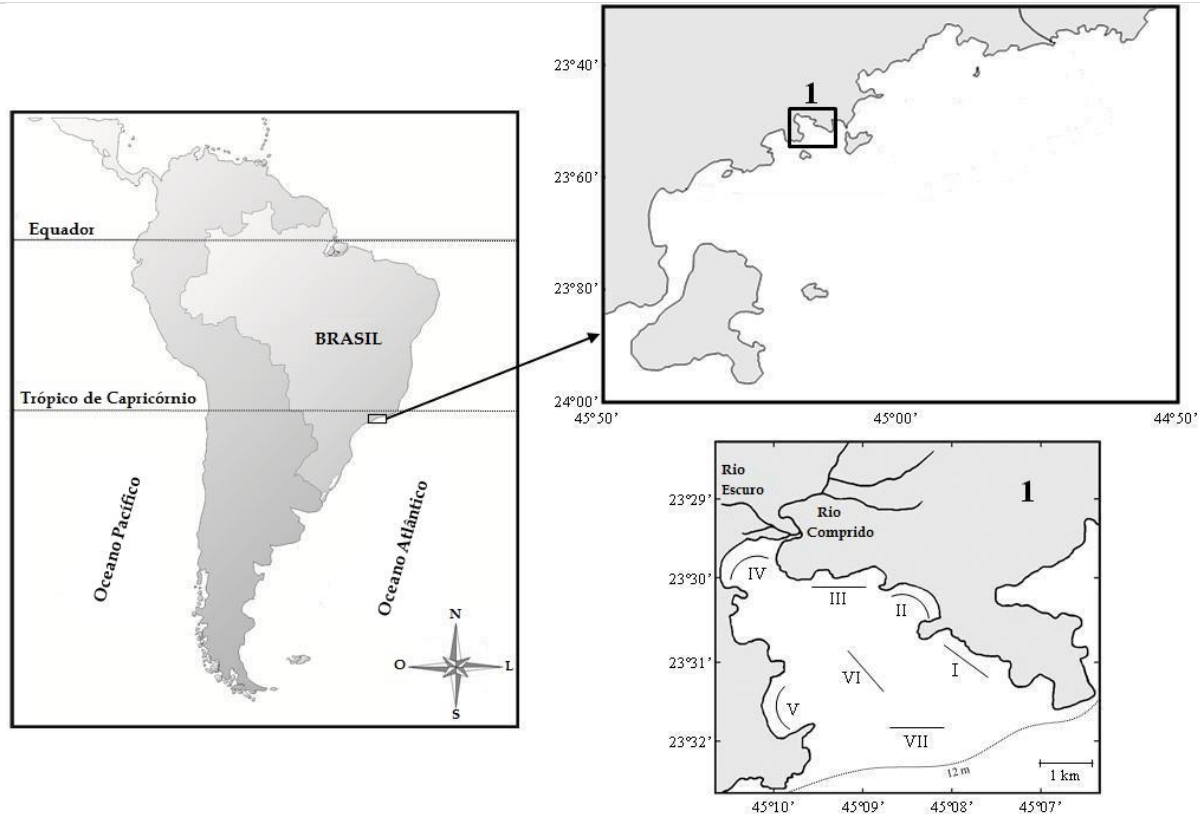 Equador
BRASIL
Trópico de Capricórnio
Oceano Pacífico
Oceano Atlântico
N
O
L
S
23°40’
23°60’
23°80’
24°00’
45°50’
45°00’
44°50’
1
Rio
Escuro
Rio
Comprido
1
23°29’
23°30’
23°31’
23°32’
IV
III
II
I
VI
V
VII
12 m
1 km
45°10’
45°09’
45°08’
45°07’